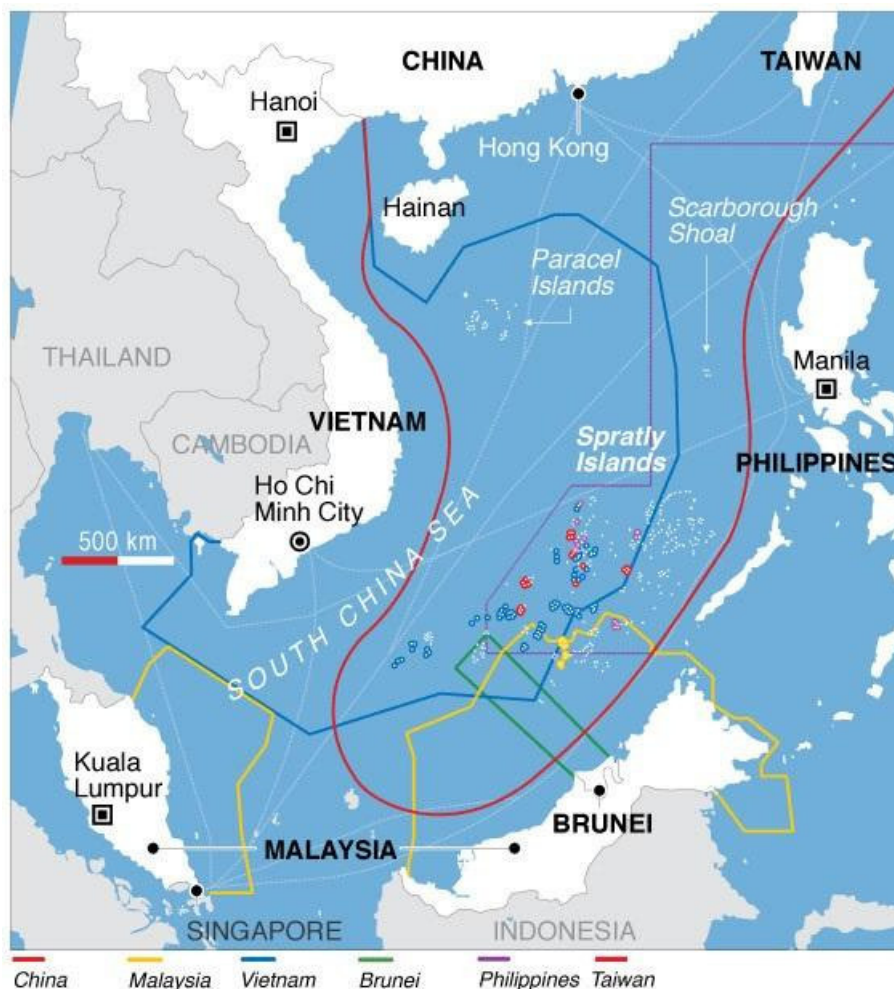 CHINA
TAIWAN
Hanoi
Hong Kong
Hainan
Scarborough
Shoal
Paracel
Islands
THAILAND
Manila
VIETNAM
CAMBODIA
Spratly
Islands
PHILIPPINES
Ho Chi
Minh City
500 km
SOUTH CHINA SEA
Kuala
Lumpur
BRUNEI
MALAYSIA
SINGAPORE
INDONESIA
China
Malaysia
Vietnam
Brunei
Philippines
Taiwan